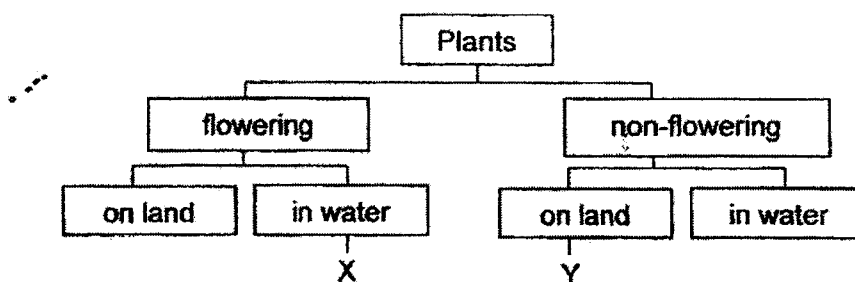 Plants
flowering non-flowering
on land in water on land in water
X Y